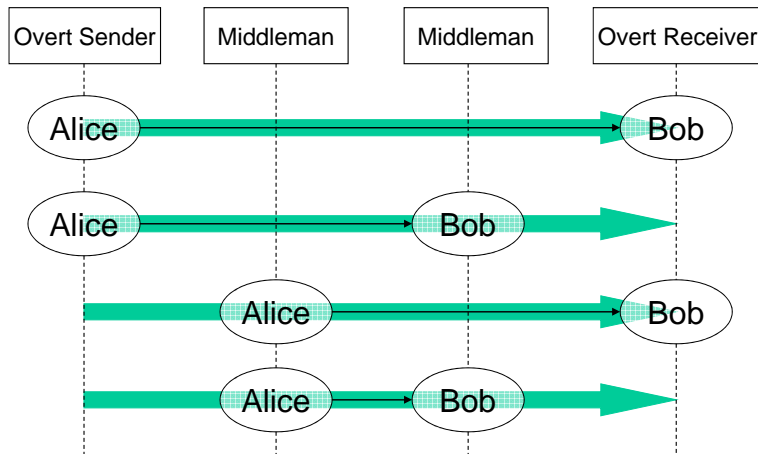 Overt Sender
Middleman
Middleman
Overt Receiver
Alice
Bob
Alice
Bob
Alice
Bob
Alice
Bob